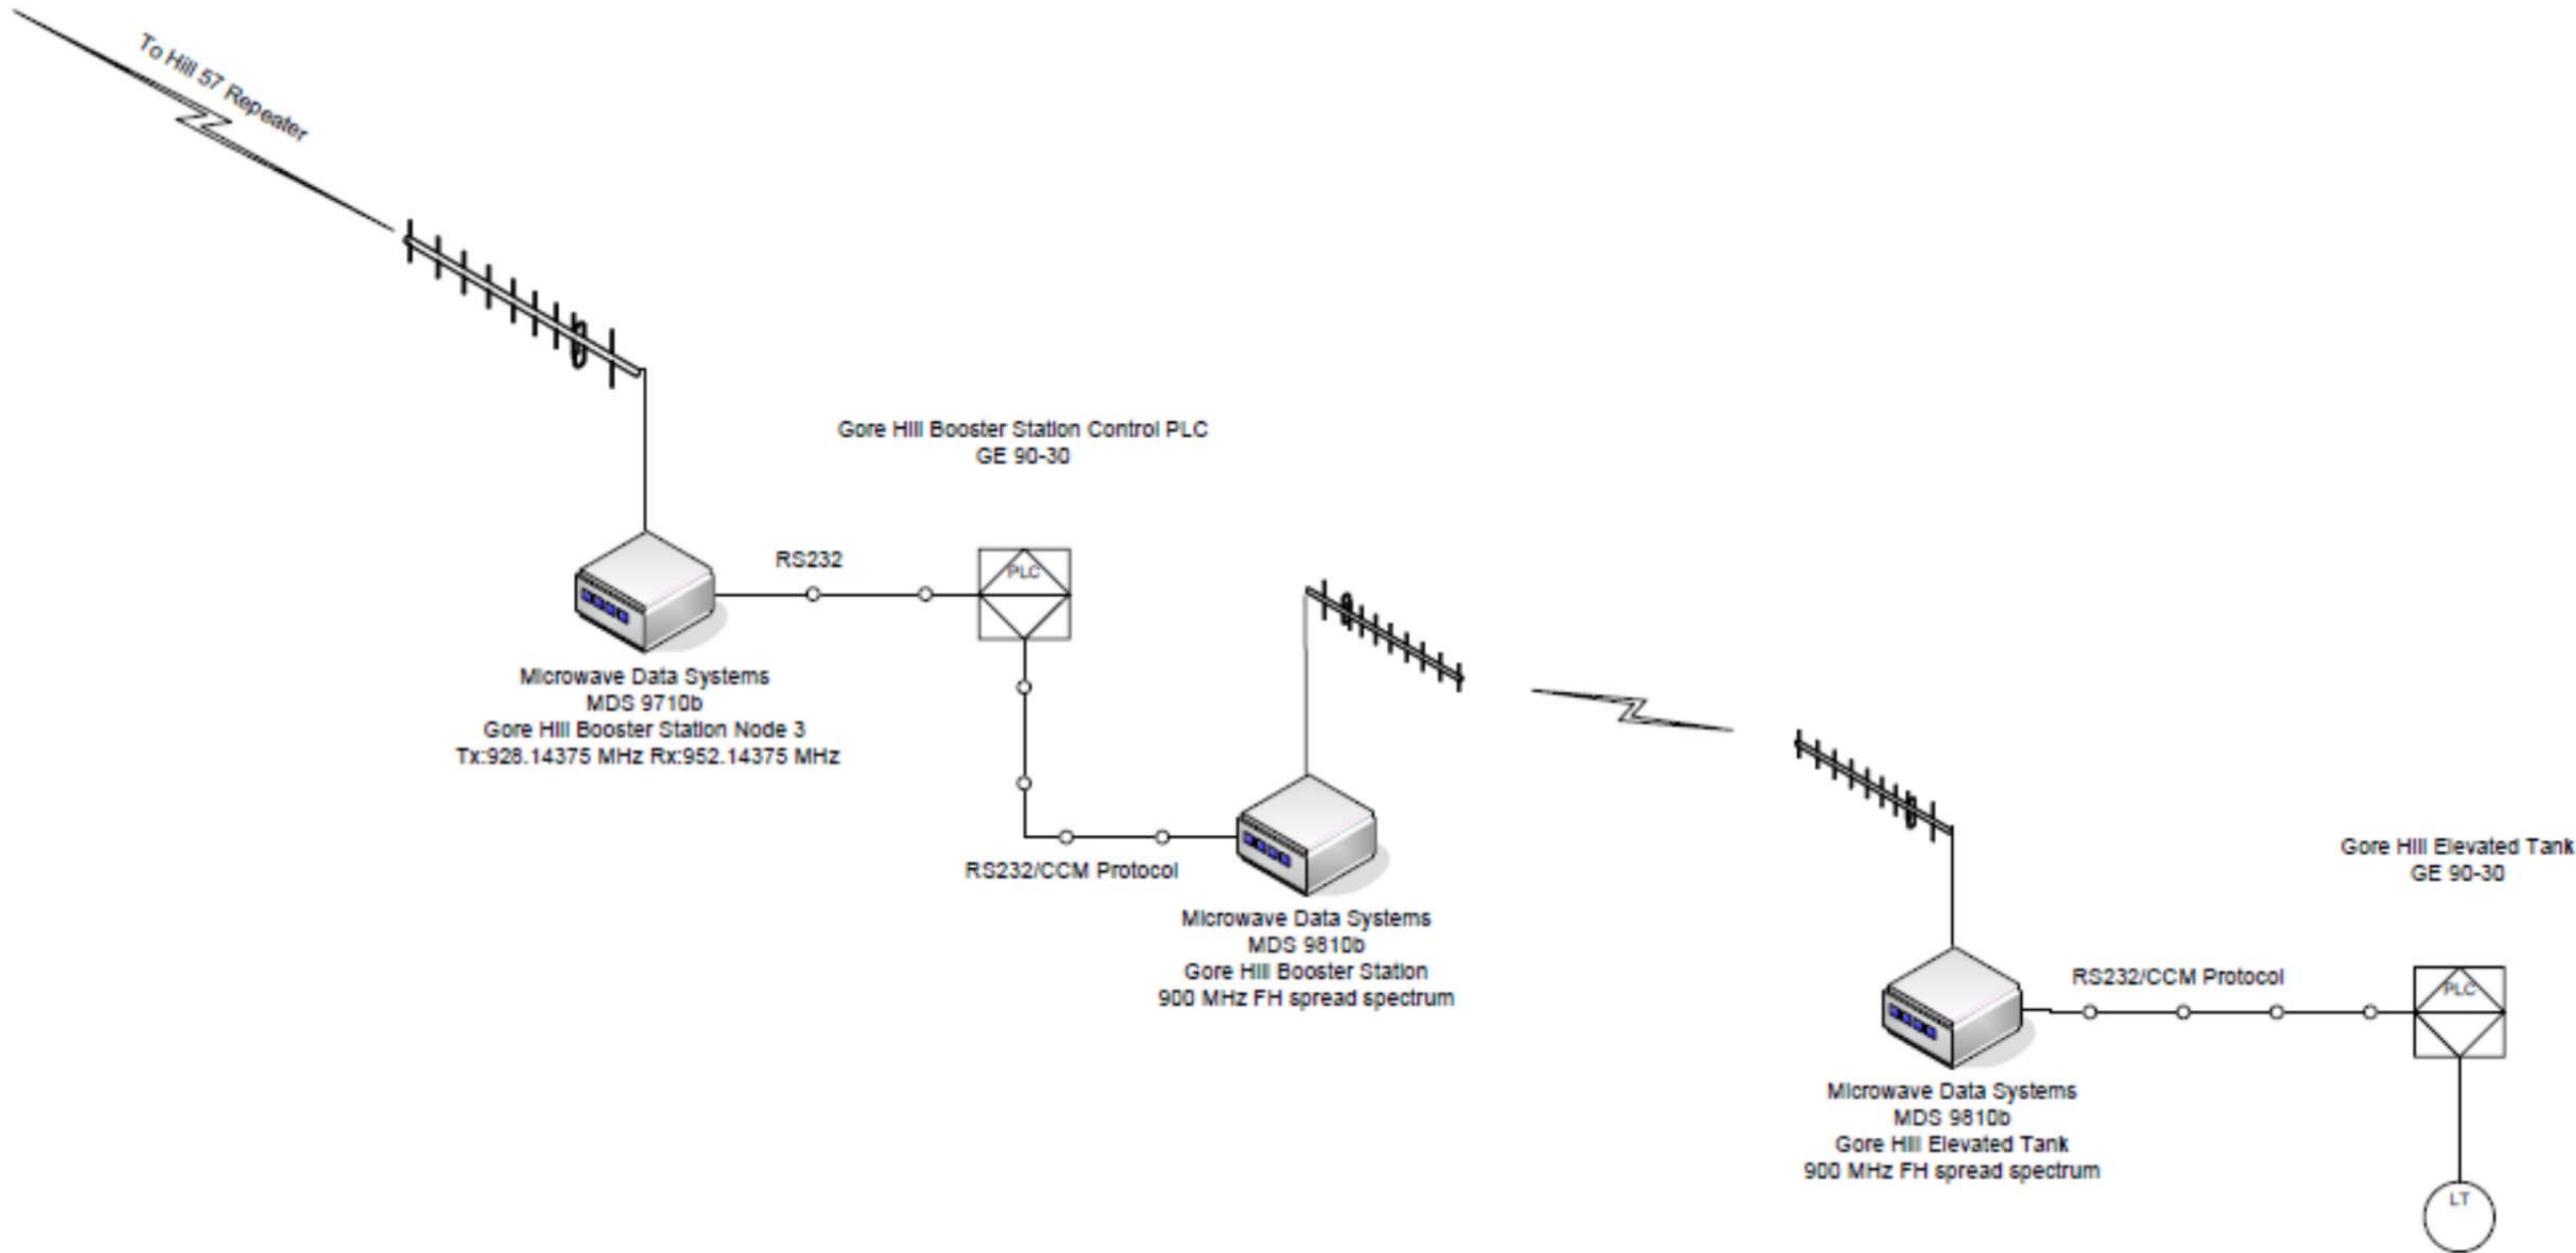 To Hill 57 Repeater
Gore Hill Booster Station Control PLC
GE 90-30
RS232
PLC
Microwave Data Systems
MDS 9710b
Gore Hill Booster Station Node 3
Tx:928.14375 MHz Rx:952.14375 MHz
RS232/CCM Protocol
Microwave Data Systems
MDS 9810b
Gore Hill Booster Station
900 MHz FH spread spectrum
Gore Hill Elevated Tank
GE 90-30
RS232/CCM Protocol
PLC
Microwave Data Systems
MDS 9810b
Gore Hill Elevated Tank
900 MHz FH spread spectrum
LT